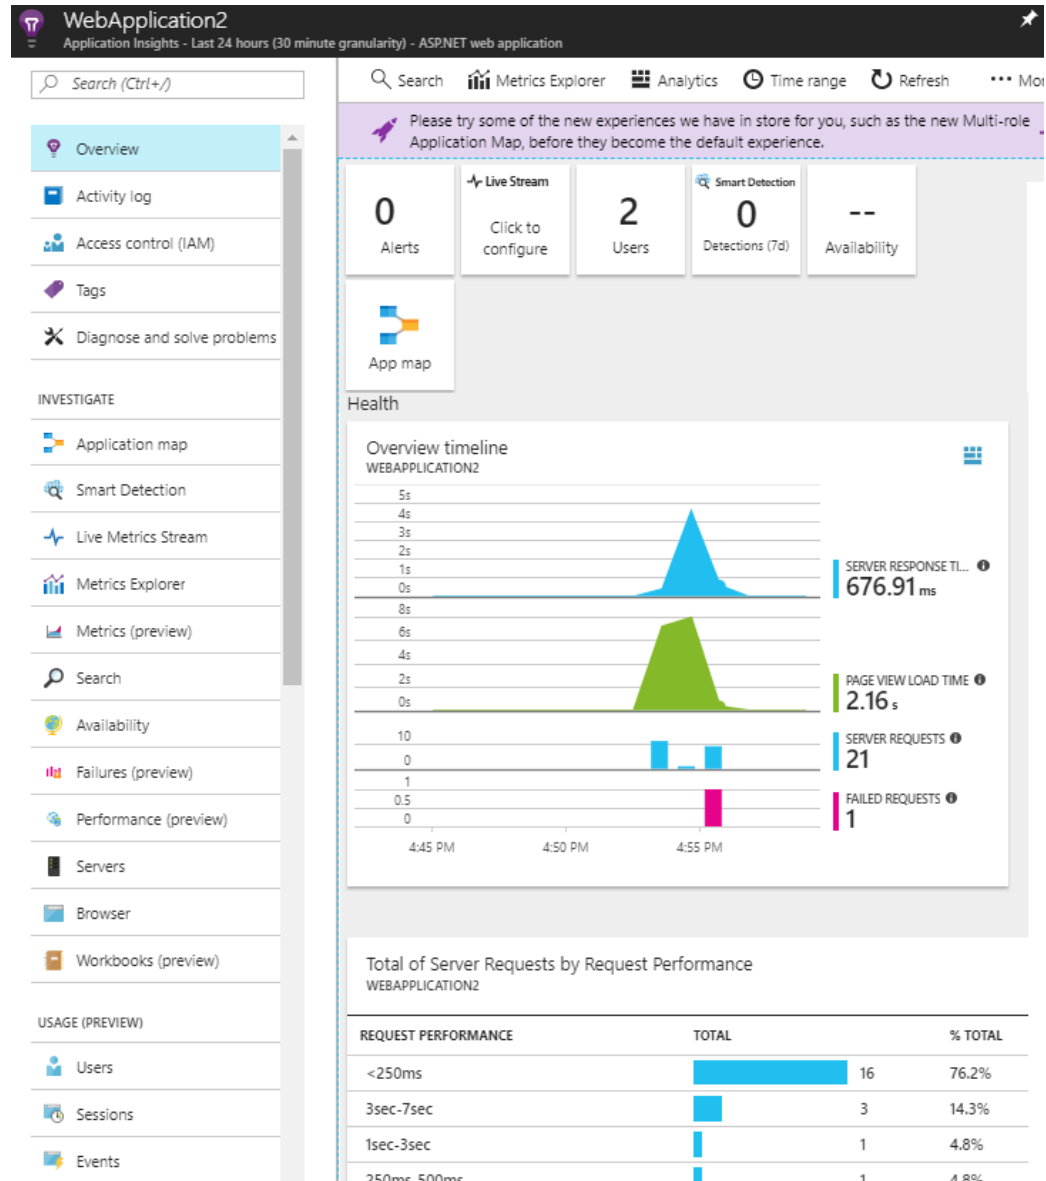 WebApplication2
Application Insights - Last 24 hours (30 minute granularity) - ASP.NET web application
Search (Ctrl+/)
Overview
Activity log
Access control (IAM)
Tags
Diagnose and solve problems
INVESTIGATE
Application map
Smart Detection
Live Metrics Stream
Metrics Explorer
Metrics (preview)
Search
Availability
Failures (preview)
Performance (preview)
Servers
Browser
Workbooks (preview)
USAGE (PREVIEW)
Users
Sessions
Events
Search Metrics Explorer Analytics Time range Refresh ••• Mor
Please try some of the new experiences we have in store for you, such as the new Multi-role
Application Map, before they become the default experience.
0
Alerts
Live Stream
Click to
configure
2
Users
Smart Detection
0
Detections (7d)
--
Availability
App map
Health
Overview timeline
WEBAPPLICATION2
5s
4s
3s
2s
1s
0s
SERVER RESPONSE TI...
676.91 ms
8s
6s
4s
2s
0s
PAGE VIEW LOAD TIME
2.16 s
10
0
SERVER REQUESTS
21
1
0.5
0
FAILED REQUESTS
1
4:45 PM 4:50 PM 4:55 PM
Total of Server Requests by Request Performance
WEBAPPLICATION2
REQUEST PERFORMANCE TOTAL % TOTAL
<250ms 16 76.2%
3sec-7sec 3 14.3%
1sec-3sec 1 4.8%
250ms-500ms 1 4.8%